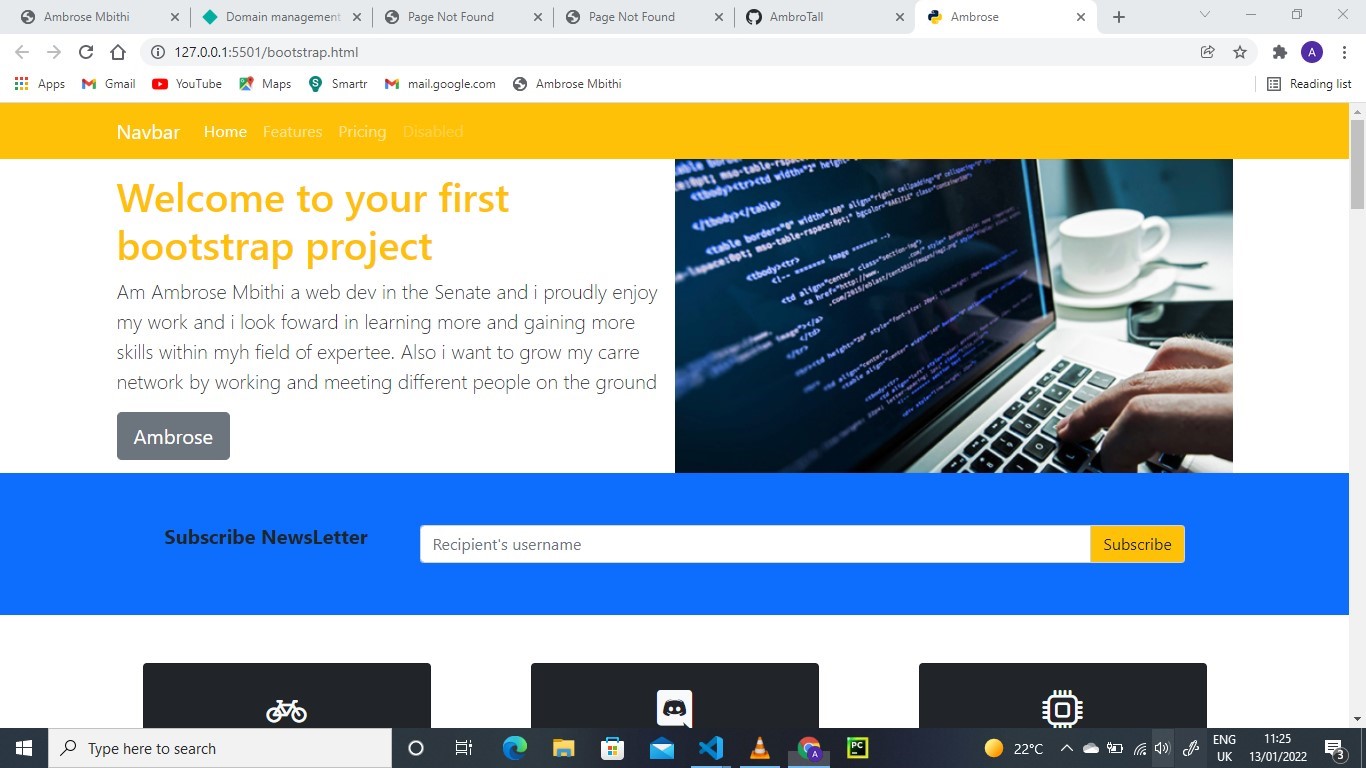 Ambrose Mbithi
Domain management
Page Not Found
Page Not Found
AmbroTall
Ambrose
127.0.0.1:5501/bootstrap.html
A
Apps
Gmail
YouTube
Maps
Smartr
mail.google.com
Ambrose Mbithi
Reading list
Navbar
Home
Features
Pricing
Disabled
Welcome to your first
bootstrap project
Am Ambrose Mbithi a web dev in the Senate and i proudly enjoy
my work and i look foward in learning more and gaining more
skills within myh field of expertee. Also i want to grow my carre
network by working and meeting different people on the ground
Ambrose
Subscribe NewsLetter
Recipient's username
Subscribe
Type here to search
A
PC
22°C
ENG
UK
11:25
13/01/2022
3